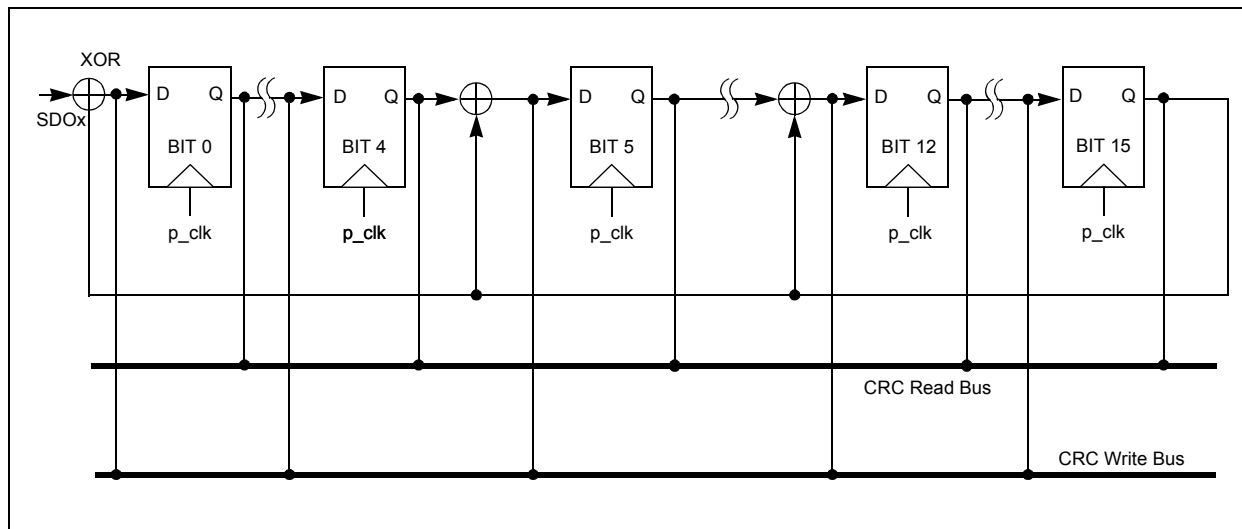 XOR
SDOx
D Q
BIT 0
p_clk
D Q
BIT 4
p_clk
D Q
BIT 5
p_clk
D Q
BIT 12
p_clk
D Q
BIT 15
p_clk
CRC Read Bus
CRC Write Bus